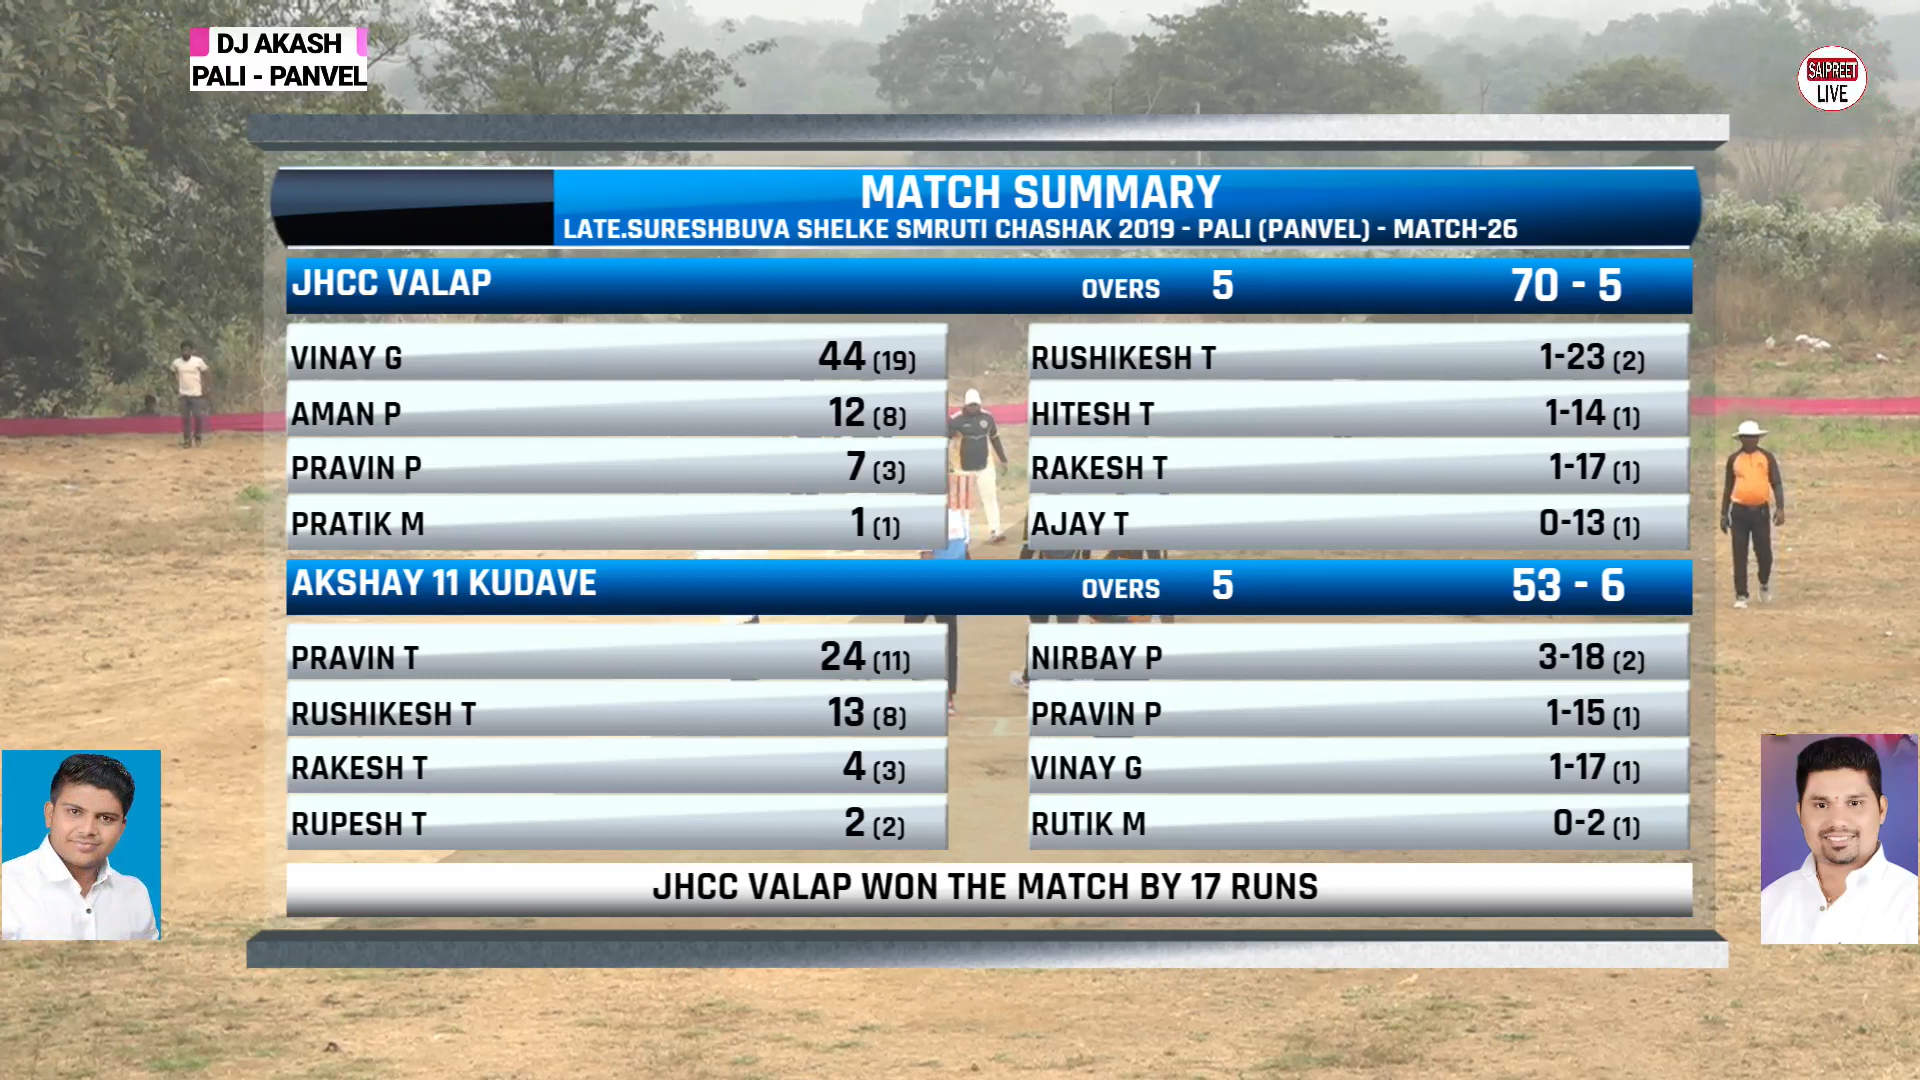 DJ AKASH
PALI - PANVEL
SAIPREET
LIVE
MATCH SUMMARY
LATE.SURESHBUVA SHELKE SMRUTI CHASHAK 2019 - PALI (PANVEL) - MATCH-26
JHCC VALAP OVERS 5 70 - 5
VINAY G 44 (19) RUSHIKESH T 1-23 (2)
AMAN P 12 (8) HITESH T 1-14 (1)
PRAVIN P 7 (3) RAKESH T 1-17 (1)
PRATIK M 1 (1) AJAY T 0-13 (1)
AKSHAY 11 KUDAVE OVERS 5 53 - 6
PRAVIN T 24 (11) NIRBAY P 3-18 (2)
RUSHIKESH T 13 (8) PRAVIN P 1-15 (1)
RAKESH T 4 (3) VINAY G 1-17 (1)
RUPESH T 2 (2) RUTIK M 0-2 (1)
JHCC VALAP WON THE MATCH BY 17 RUNS